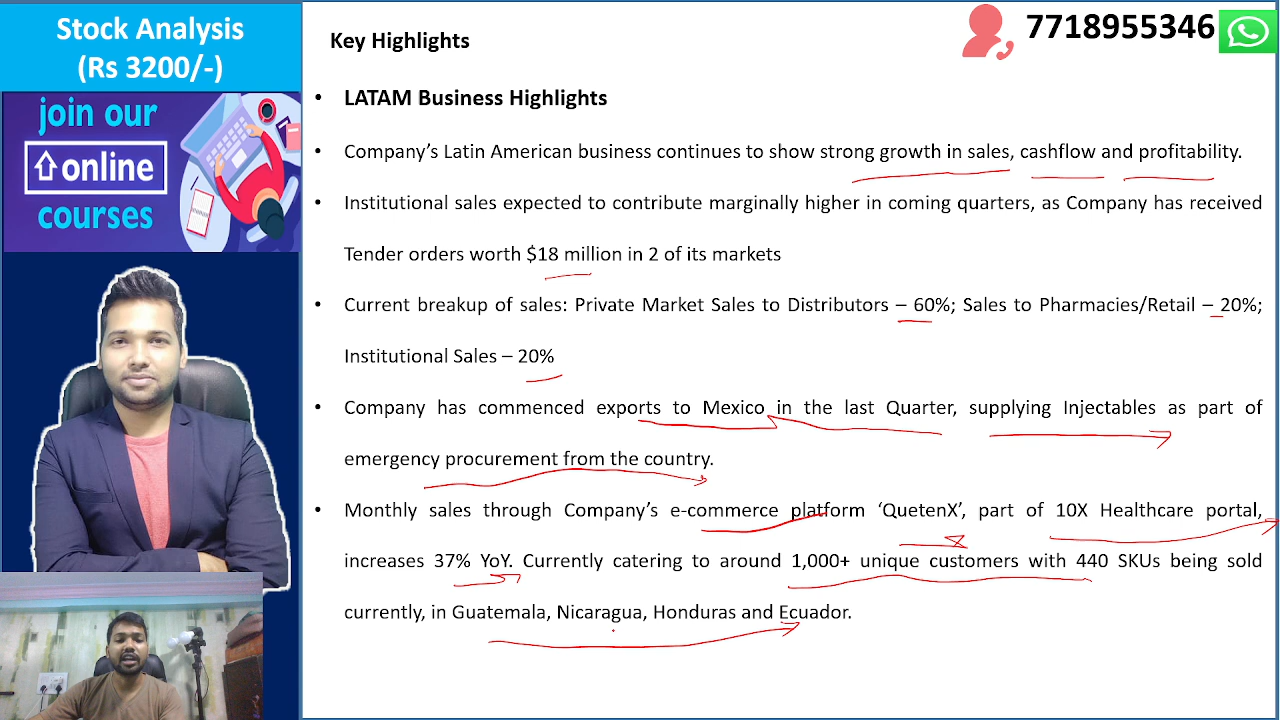 Stock Analysis
(Rs 3200/-)
join our
online
courses
7718955346
Key Highlights
• LATAM Business Highlights
• Company's Latin American business continues to show strong growth in sales, cashflow and profitability.
• Institutional sales expected to contribute marginally higher in coming quarters, as Company has received
Tender orders worth $18 million in 2 of its markets
• Current breakup of sales: Private Market Sales to Distributors – 60%; Sales to Pharmacies/Retail – 20%;
Institutional Sales – 20%
• Company has commenced exports to Mexico in the last Quarter, supplying Injectables as part of
emergency procurement from the country.
• Monthly sales through Company's e-commerce platform 'QuetenX', part of 10X Healthcare portal,
increases 37% YoY. Currently catering to around 1,000+ unique customers with 440 SKUs being sold
currently, in Guatemala, Nicaragua, Honduras and Ecuador.